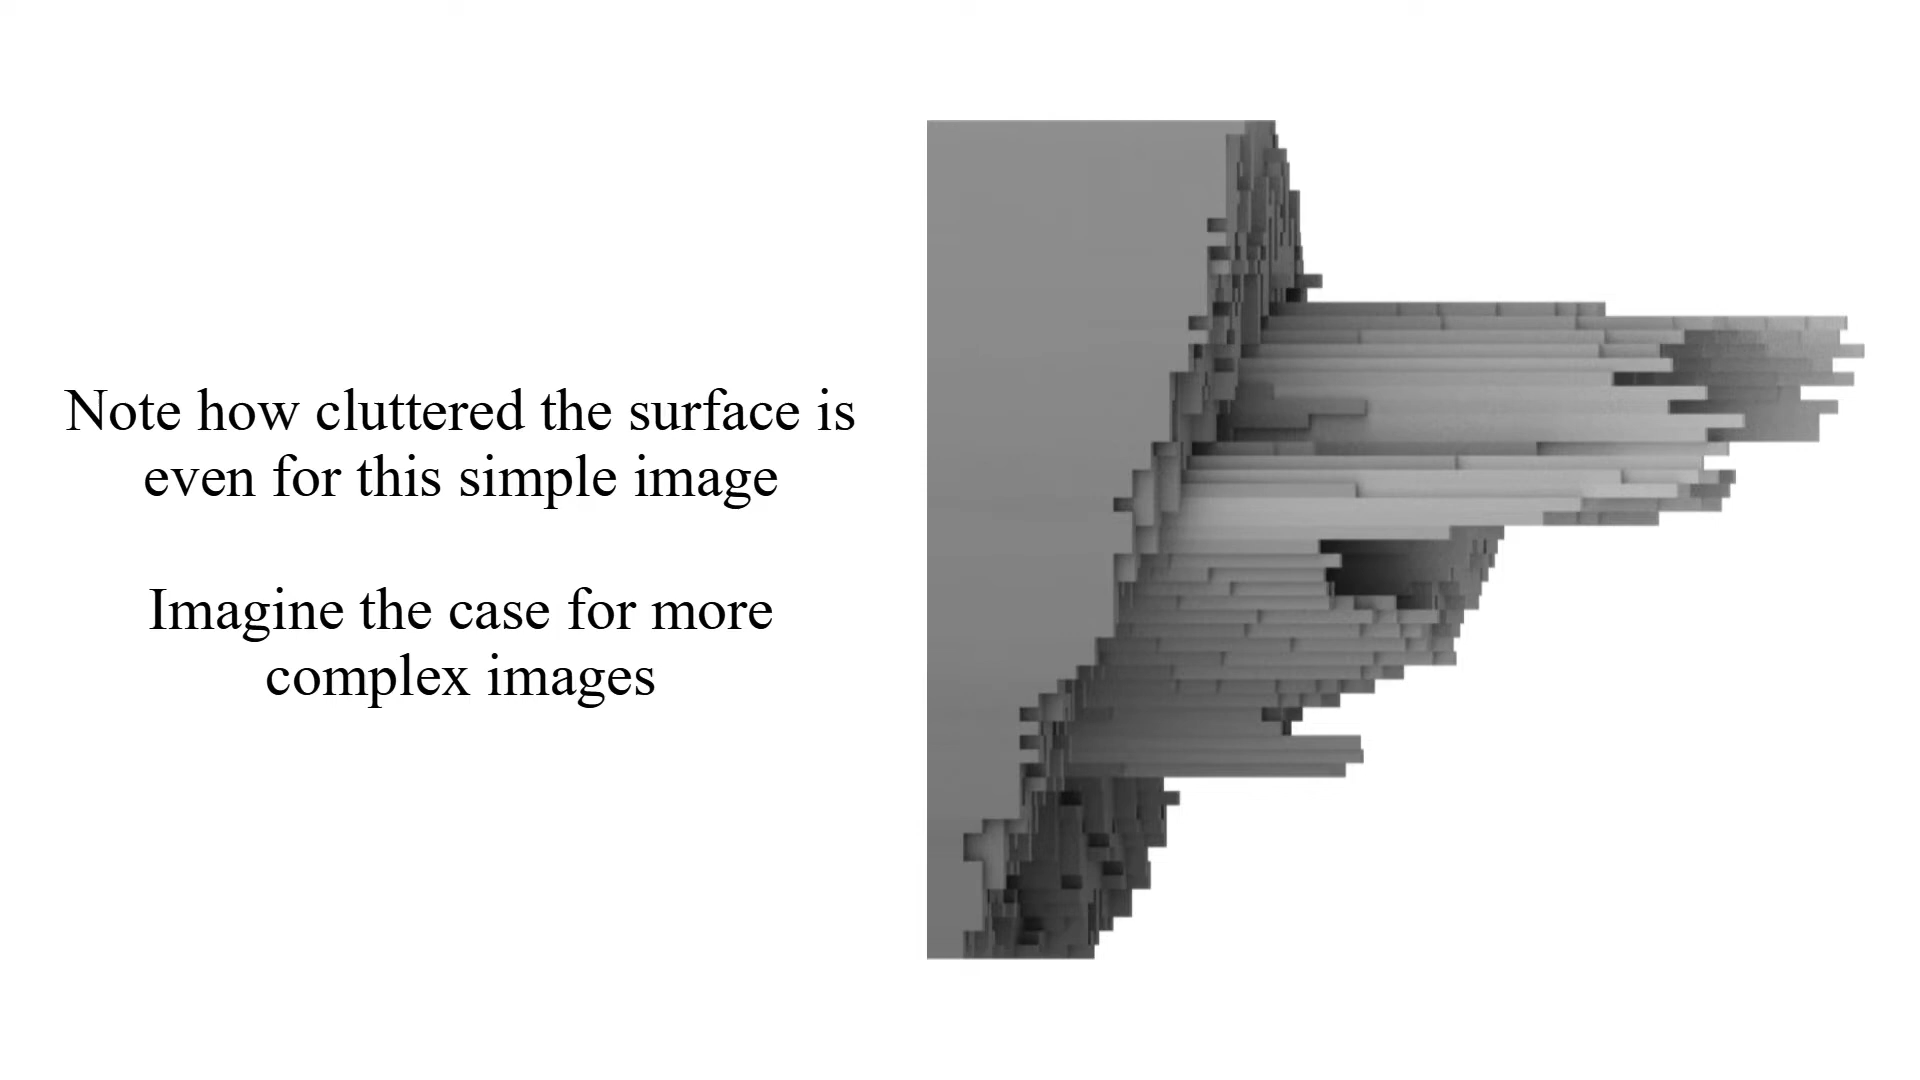 Note how cluttered the surface is
even for this simple image
Imagine the case for more
complex images